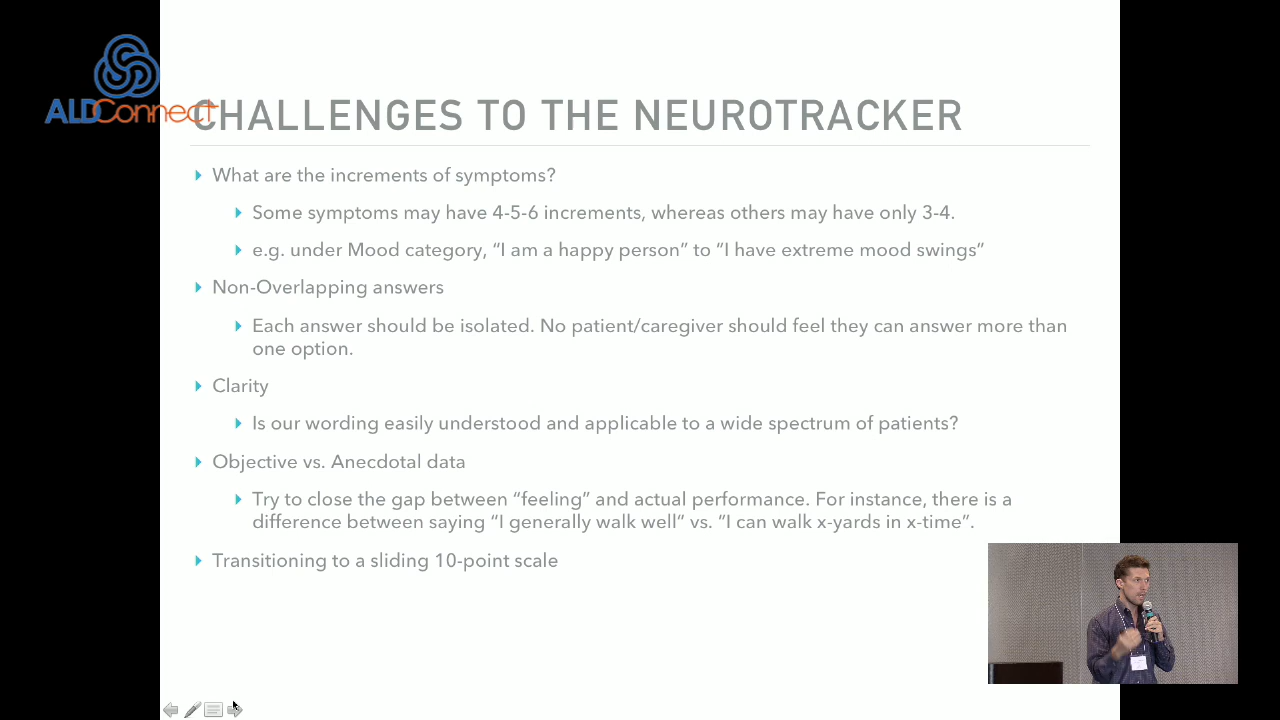 ALDConnect
CHALLENGES TO THE NEUROTRACKER
What are the increments of symptoms?
Some symptoms may have 4-5-6 increments, whereas others may have only 3-4.
e.g. under Mood category, “I am a happy person” to “I have extreme mood swings”
Non-Overlapping answers
Each answer should be isolated. No patient/caregiver should feel they can answer more than
one option.
Clarity
Is our wording easily understood and applicable to a wide spectrum of patients?
Objective vs. Anecdotal data
Try to close the gap between “feeling” and actual performance. For instance, there is a
difference between saying “I generally walk well” vs. ”I can walk x-yards in x-time”.
Transitioning to a sliding 10-point scale